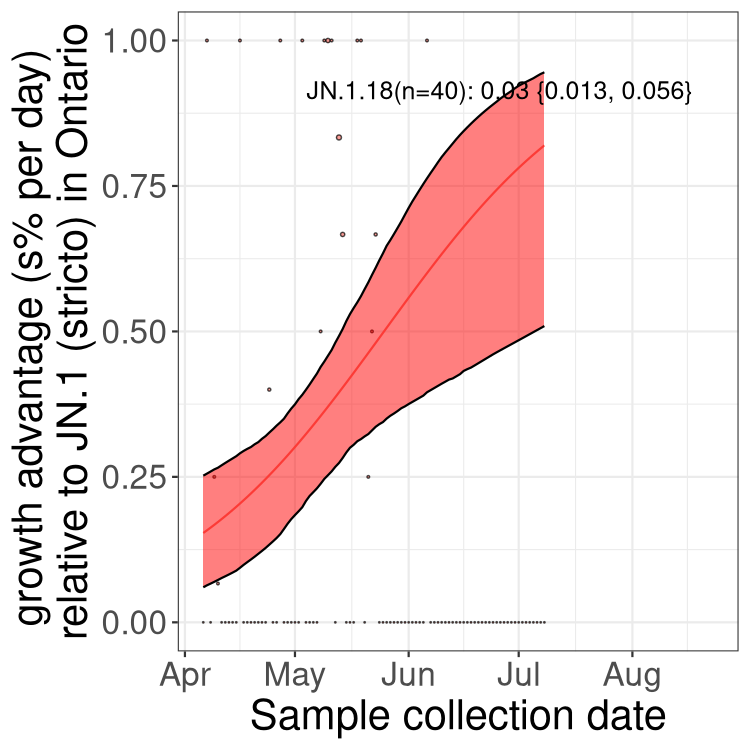 growth advantage (s% per day)
relative to JN.1 (stricto) in Ontario
1.00
0.75
0.50
0.25
0.00
JN.1.18(n=40): 0.03 {0.013, 0.056}
Apr May Jun Jul Aug
Sample collection date